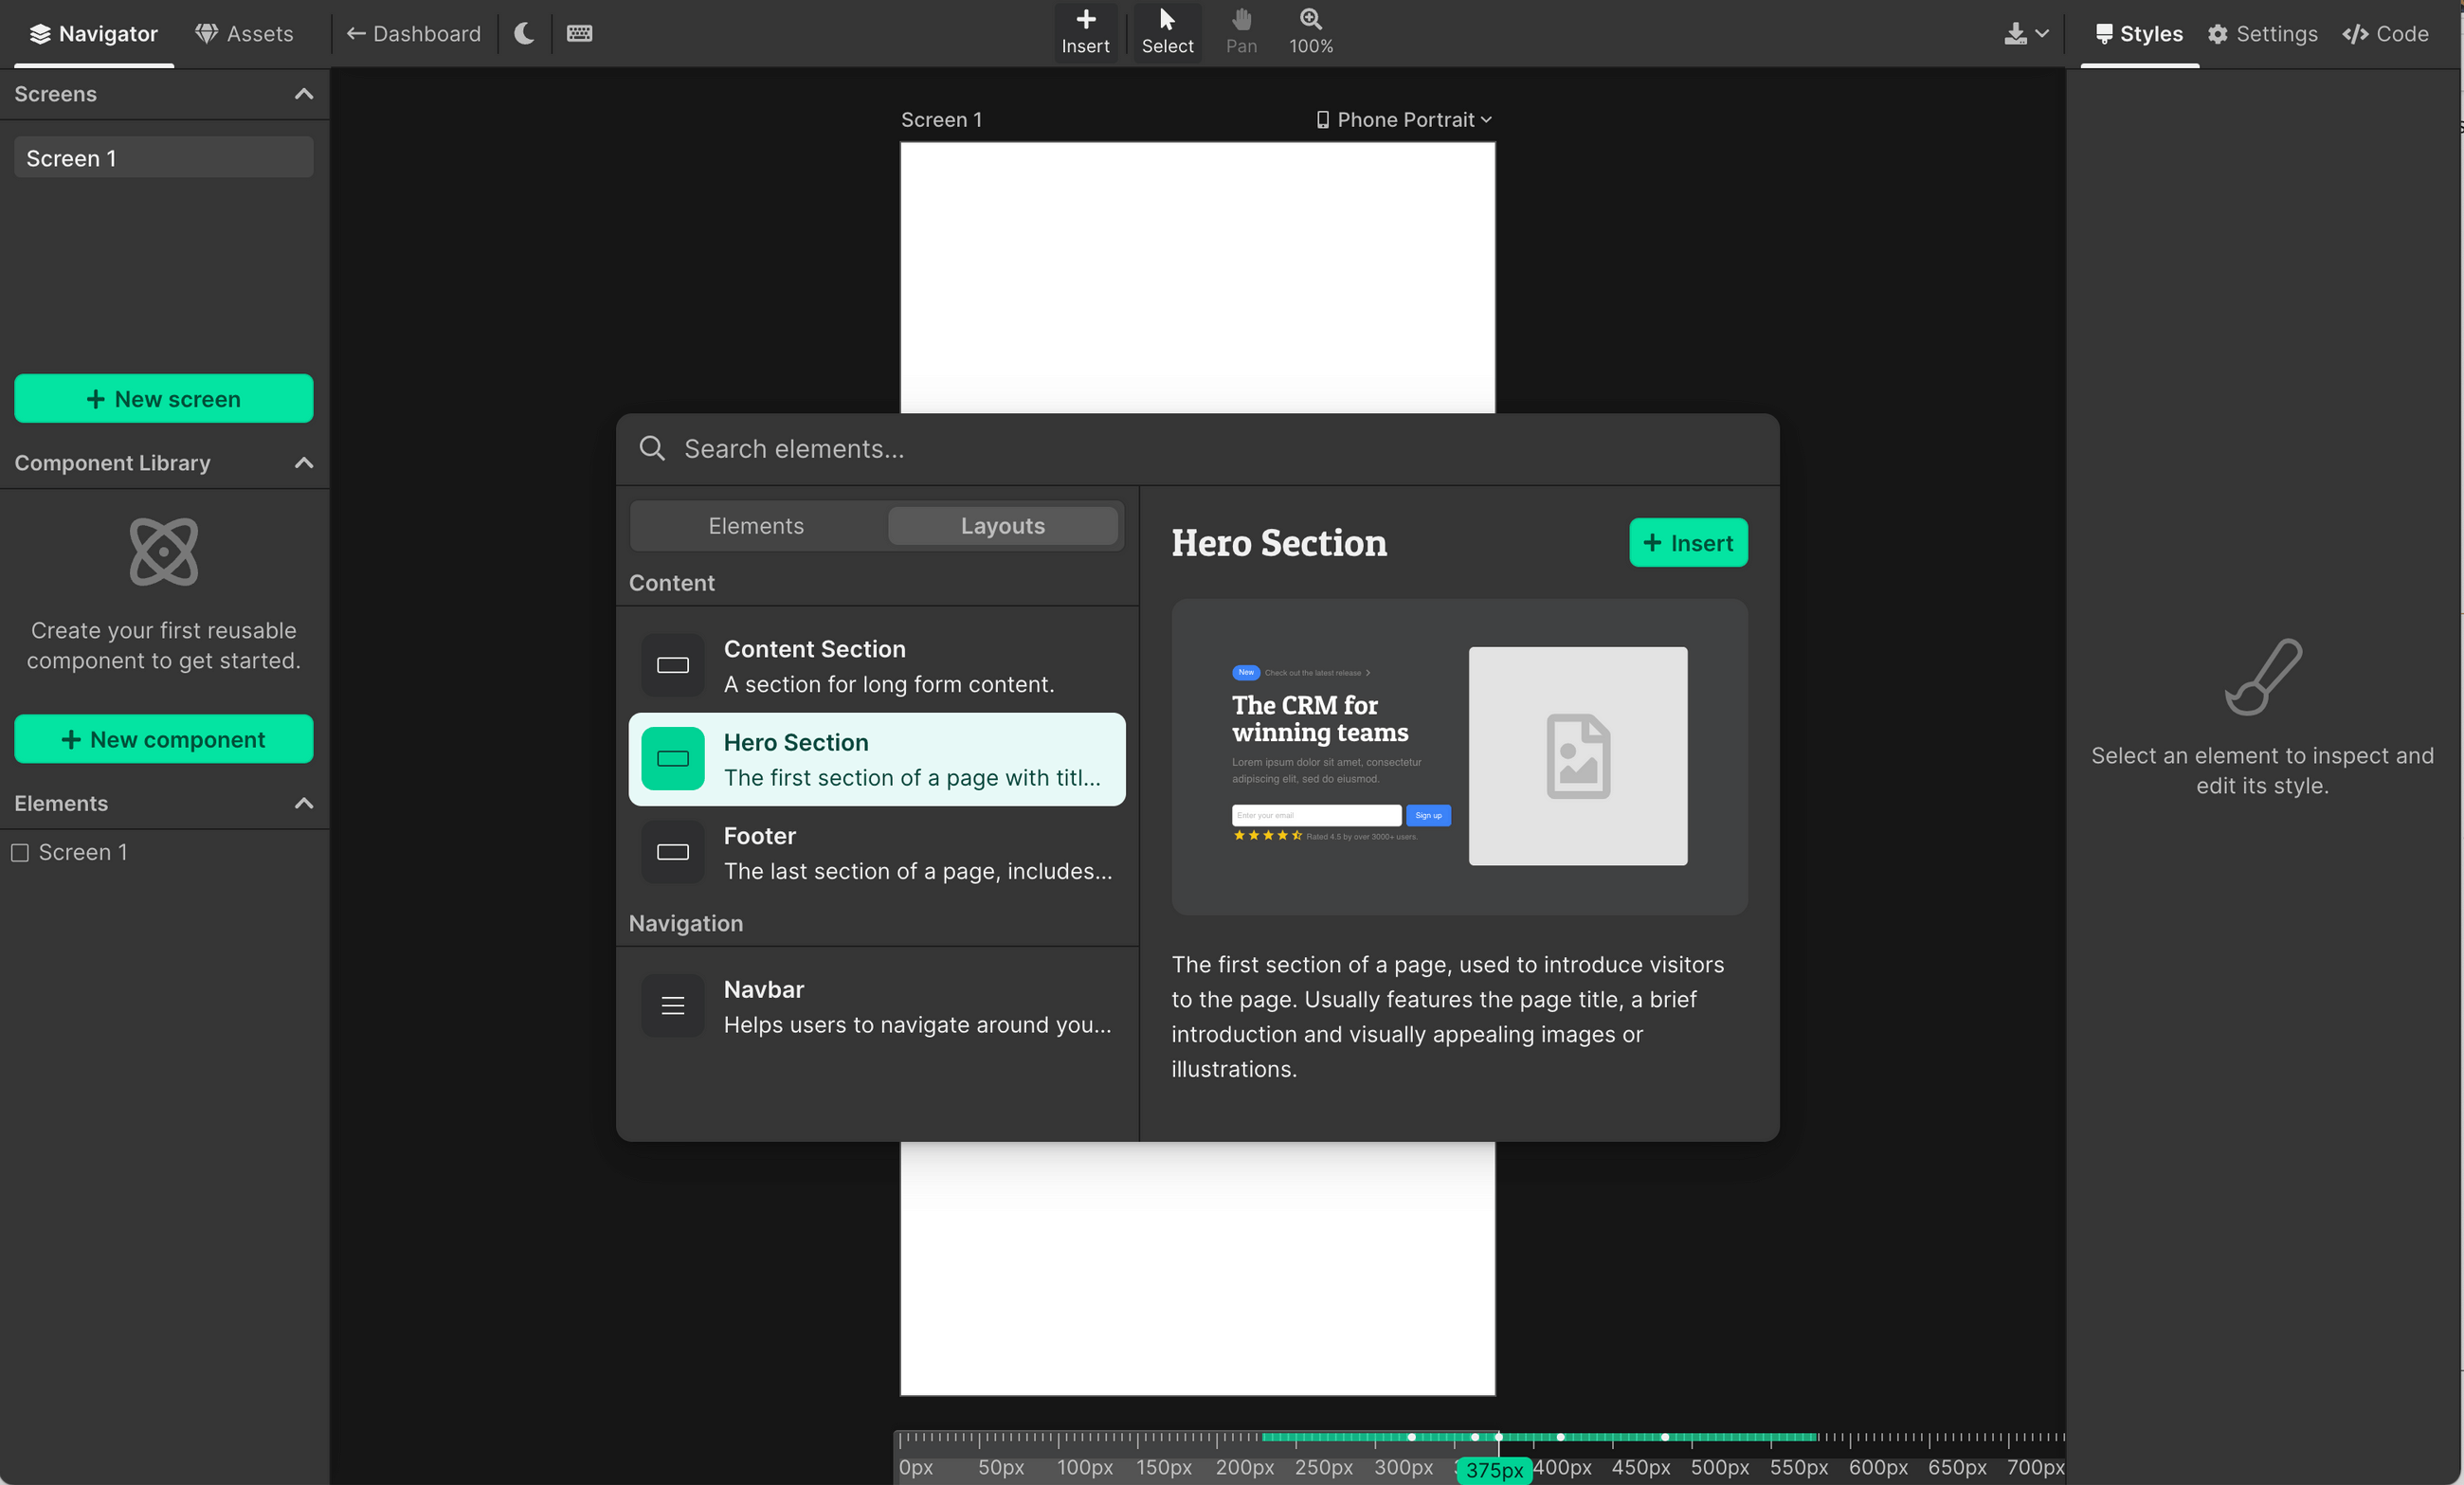 Navigator
Assets
Dashboard
Insert
Select
Pan
100%
Styles
Settings
Code
Screens
Screen 1
New screen
Component Library
Create your first reusable
component to get started.
New component
Elements
Screen 1
Screen 1
Phone Portrait
Search elements...
Elements
Layouts
Content
Content Section
A section for long form content.
Hero Section
The first section of a page with titl...
Footer
The last section of a page, includes...
Navigation
Navbar
Helps users to navigate around you...
Hero Section
Insert
New Check out the latest release
The CRM for
winning teams
Lorem ipsum dolor sit amet, consectetur
adipiscing elit, sed do eiusmod.
Enter your email
Sign up
Rated 4.5 by over 3000+ users.
The first section of a page, used to introduce visitors
to the page. Usually features the page title, a brief
introduction and visually appealing images or
illustrations.
Select an element to inspect and
edit its style.
0px 50px 100px 150px 200px 250px 300px 375px 400px 450px 500px 550px 600px 650px 700px